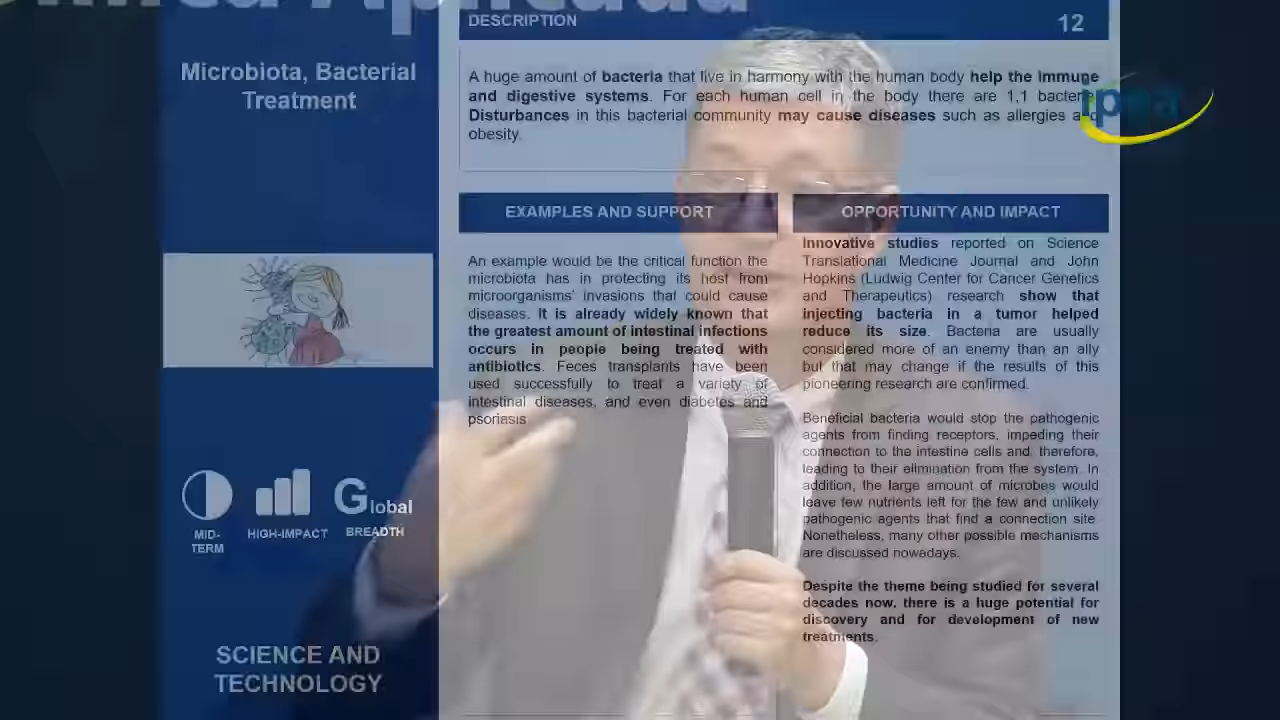 Aplicada
DESCRIPTION
12
Microbiota, Bacterial
Treatment
A huge amount of bacteria that live in harmony with the human body help the immune
and digestive systems. For each human cell in the body there are 1,1 bacteria.
Disturbances in this bacterial community may cause diseases such as allergies and
obesity.
ipea
EXAMPLES AND SUPPORT
An example would be the critical function the
microbiota has in protecting its host from
microorganisms' invasions that could cause
diseases. It is already widely known that
the greatest amount of intestinal infections
occurs in people being treated with
antibiotics. Feces transplants have been
used successfully to treat a variety of
intestinal diseases, and even diabetes and
psoriasis.
OPPORTUNITY AND IMPACT
Innovative studies reported on Science
Translational Medicine Journal and John
Hopkins (Ludwig Center for Cancer Genetics
and Therapeutics) research show that
injecting bacteria in a tumor helped
reduce its size. Bacteria are usually
considered more of an enemy than an ally
but that may change if the results of this
pioneering research are confirmed.
Beneficial bacteria would stop the pathogenic
agents from finding receptors, impeding their
connection to the intestine cells and, therefore,
leading to their elimination from the system. In
addition, the large amount of microbes would
leave few nutrients left for the few and unlikely
pathogenic agents that find a connection site.
Nonetheless, many other possible mechanisms
are discussed nowadays.
Despite the theme being studied for several
decades now, there is a huge potential for
discovery and for development of new
treatments.
MID-
TERM
HIGH-IMPACT
Global
BREADTH
SCIENCE AND
TECHNOLOGY